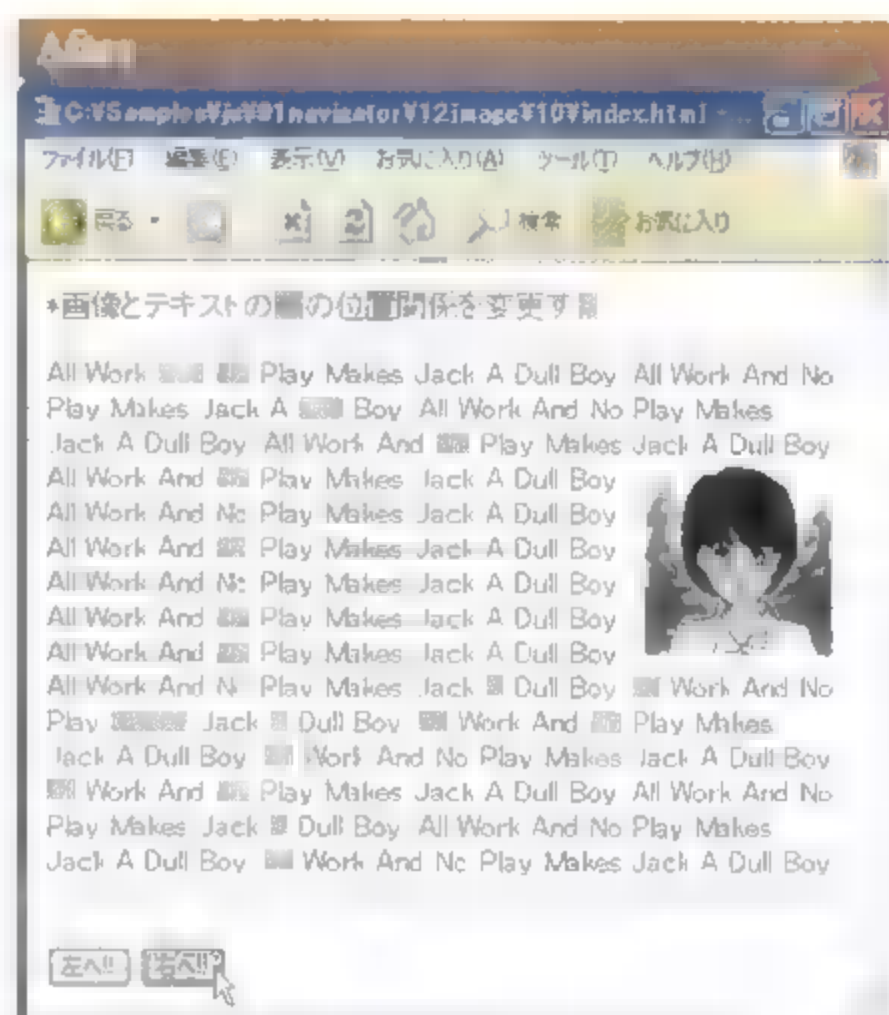 C:¥Samples¥js¥01navigator¥12image¥10¥index.html - ...
ファイル(F) 編集(E) 表示(V) お気に入り(A) ツール(T) ヘルプ(H)
戻る 検索 お気に入り
*画像とテキストの の位置関係を変更する
All Work Play Makes Jack A Dull Boy All Work And No
Play Makes Jack A Boy All Work And No Play Makes
Jack A Dull Boy All Work And Play Makes Jack A Dull Boy
All Work And Play Makes Jack A Dull Boy
All Work And No Play Makes Jack A Dull Boy
All Work And Play Makes Jack A Dull Boy
All Work And No Play Makes Jack A Dull Boy
All Work And Play Makes Jack A Dull Boy
All Work And Play Makes Jack A Dull Boy
All Work And No Play Makes Jack Dull Boy Work And No
Play Jack Dull Boy Work And Play Makes
Jack A Dull Boy Work And No Play Makes Jack A Dull Boy
Work And Play Makes Jack A Dull Boy All Work And No
Play Makes Jack Dull Boy All Work And No Play Makes
Jack A Dull Boy Work And No Play Makes Jack A Dull Boy
左へ!! 右へ!!